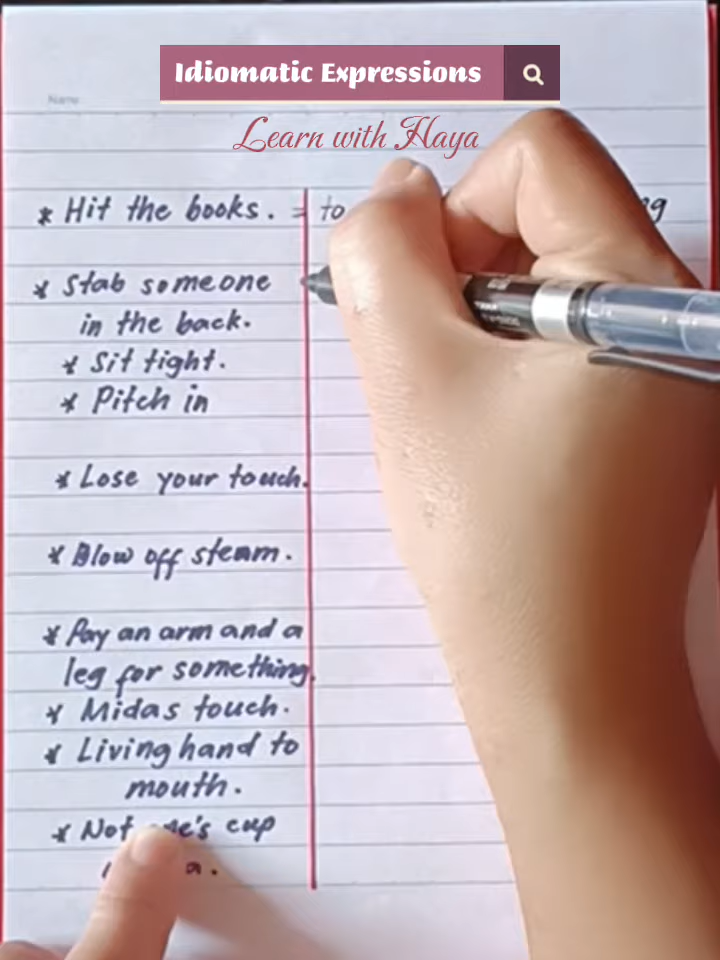 Idiomatic Expressions
Learn with Haya
Name
* Hit the books. = to
* Stab someone
in the back.
* Sit tight.
* Pitch in
* Lose your touch.
* Blow off steam.
* Pay an arm and a
leg for something.
* Midas touch.
* Living hand to
mouth.
* Not one's cup